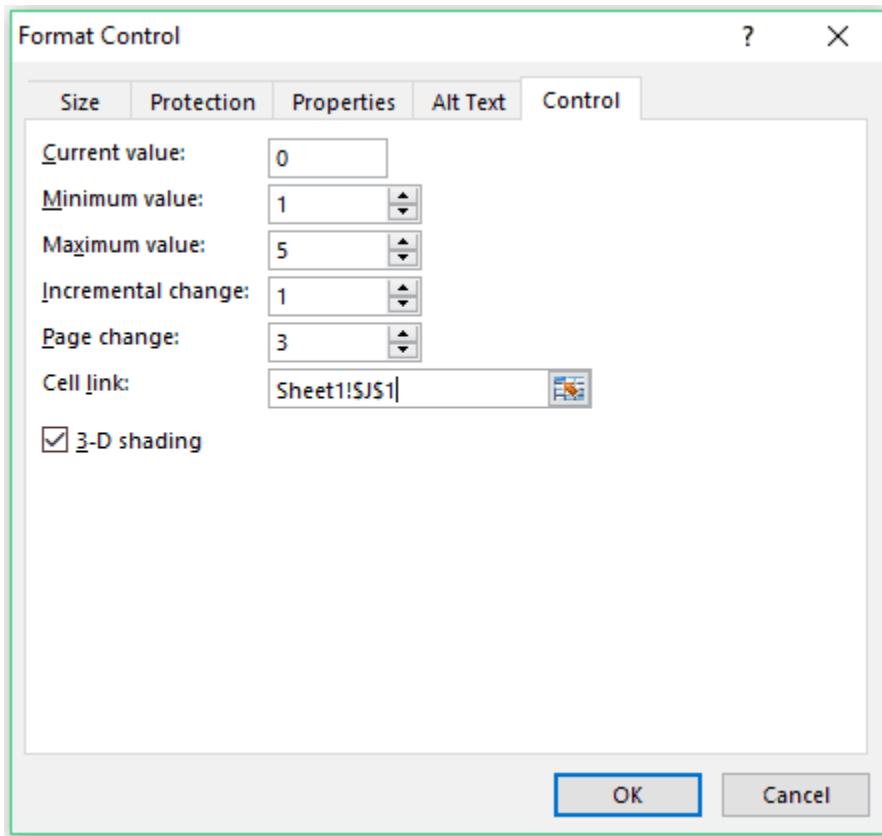 Format Control ?
Size Protection Properties Alt Text Control
Current value: 0
Minimum value: 1
Maximum value: 5
Incremental change: 1
Page change: 3
Cell link: Sheet1!$J$1
3-D shading
OK Cancel